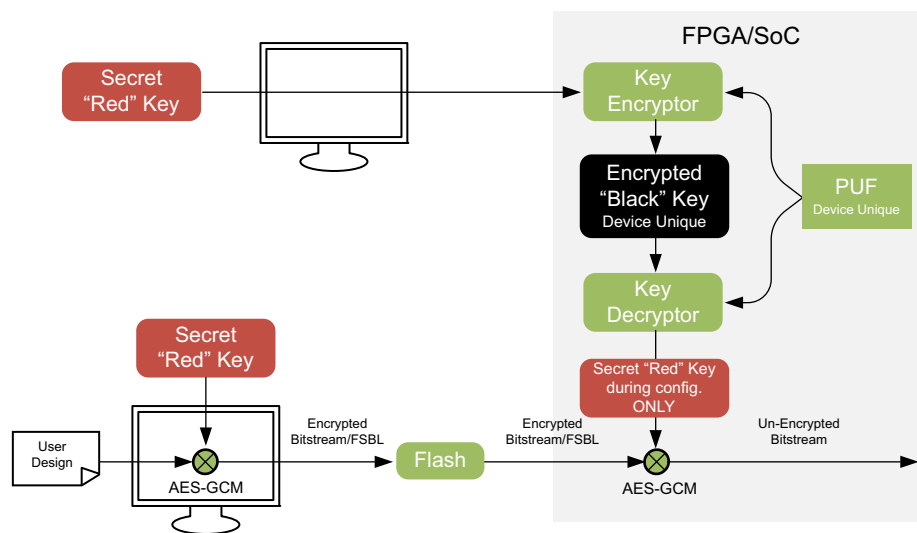 FPGA/SoC
Secret
“Red” Key
Key
Encryptor
Encrypted
“Black” Key
Device Unique
PUF
Device Unique
Key
Decryptor
Secret
“Red” Key
Secret “Red” Key
during config.
ONLY
User
Design
AES-GCM
Encrypted
Bitstream/FSBL
Flash
Encrypted
Bitstream/FSBL
AES-GCM
Un-Encrypted
Bitstream